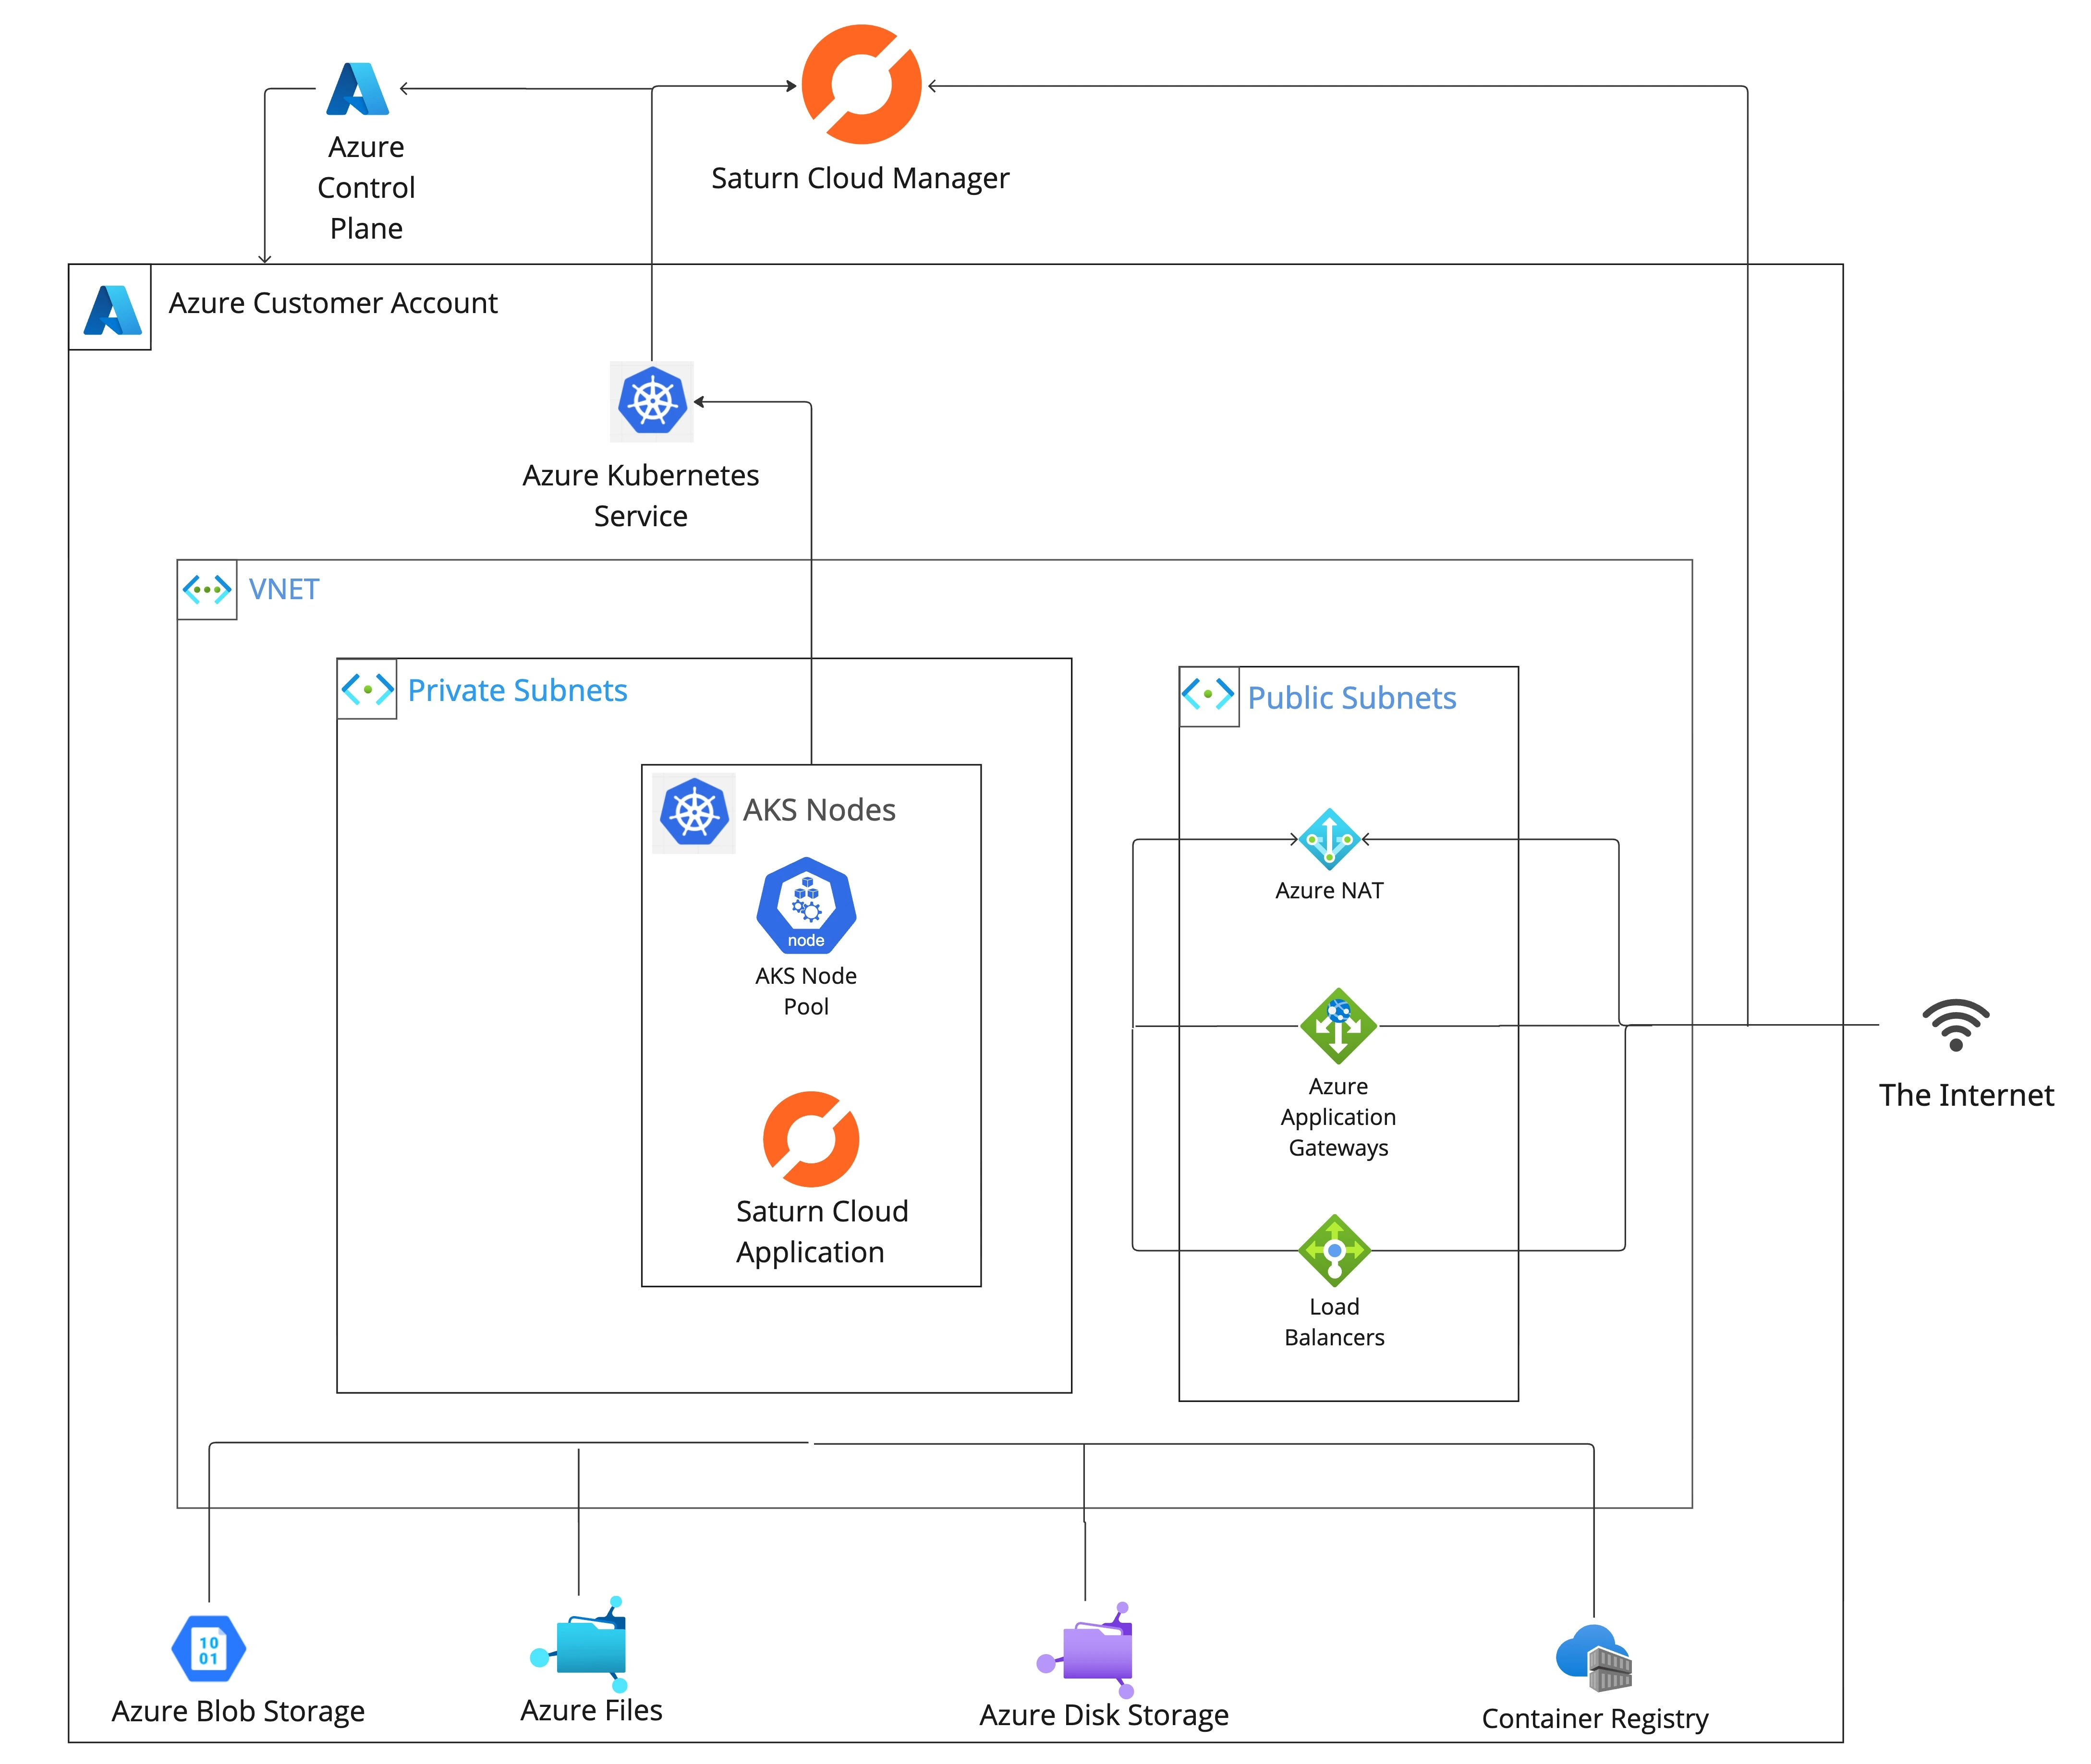 Azure
Control
Plane
Saturn Cloud Manager
Azure Customer Account
Azure Kubernetes
Service
VNET
Private Subnets
Public Subnets
AKS Nodes
node
AKS Node
Pool
Saturn Cloud
Application
Azure NAT
Azure
Application
Gateways
Load
Balancers
The Internet
10
01
Azure Blob Storage
Azure Files
Azure Disk Storage
Container Registry